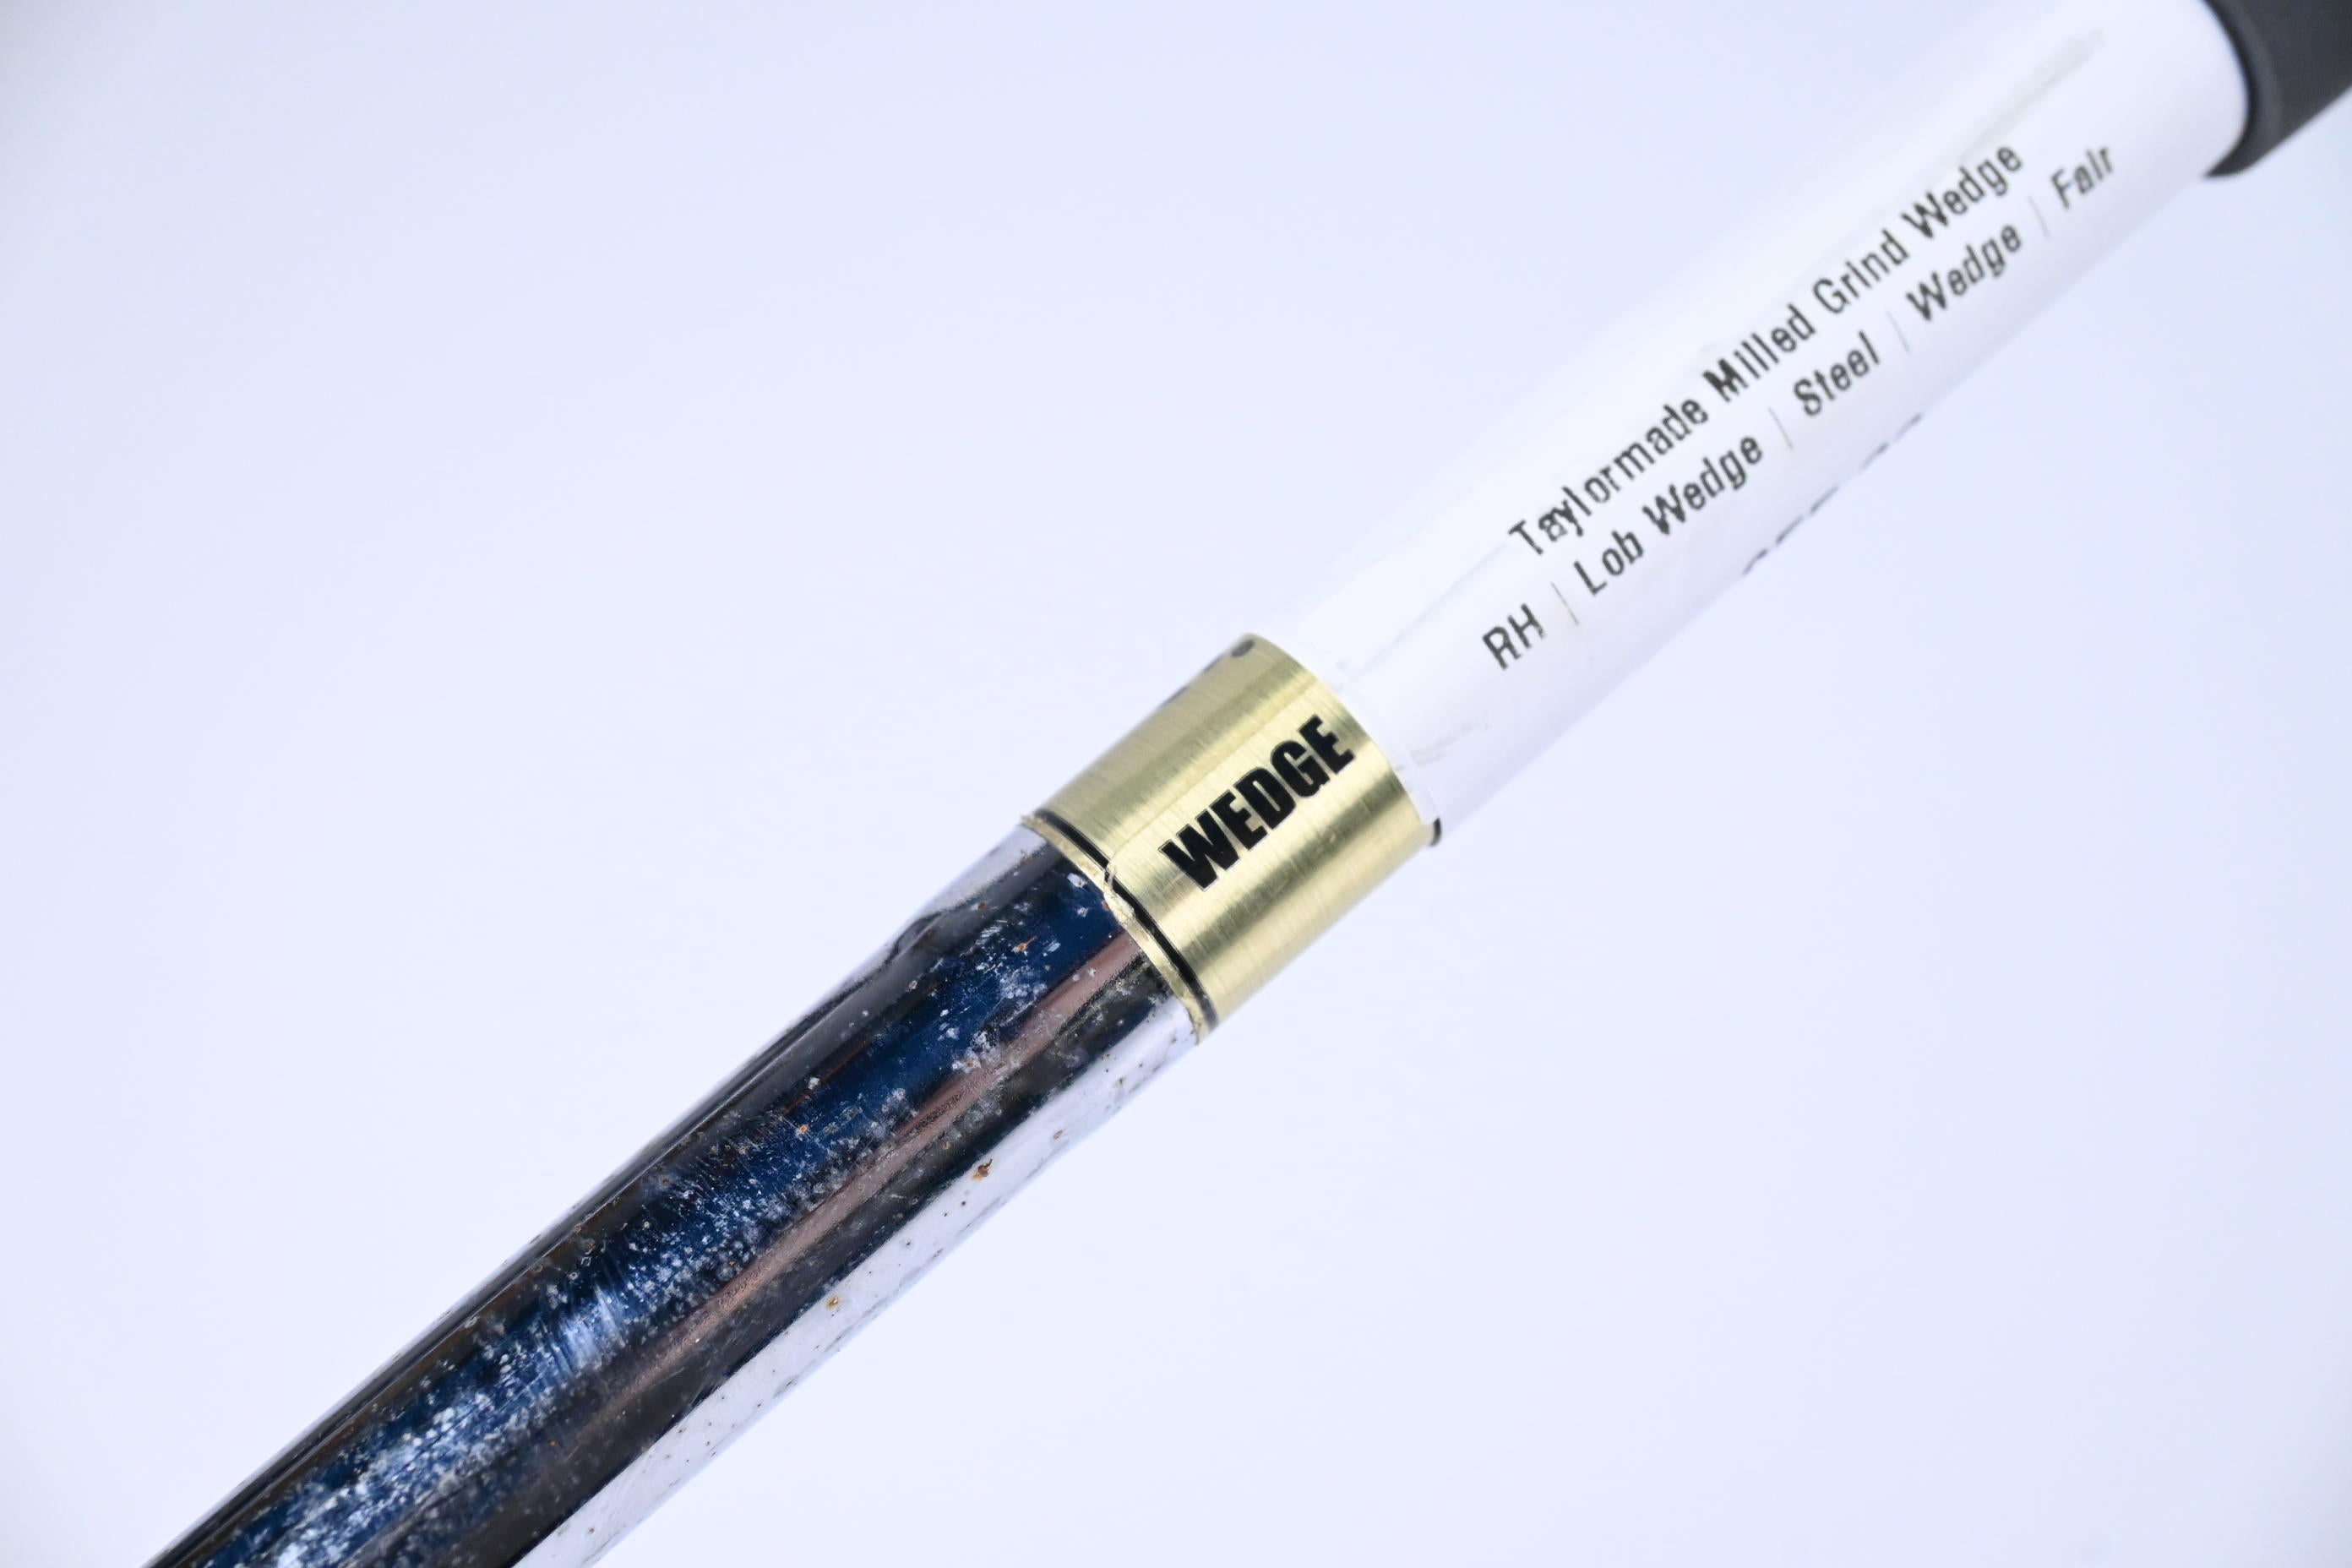 Taylormade Milled Grind Wedge
RH | Lob Wedge | Steel | Wedge | Fair
WEDGE